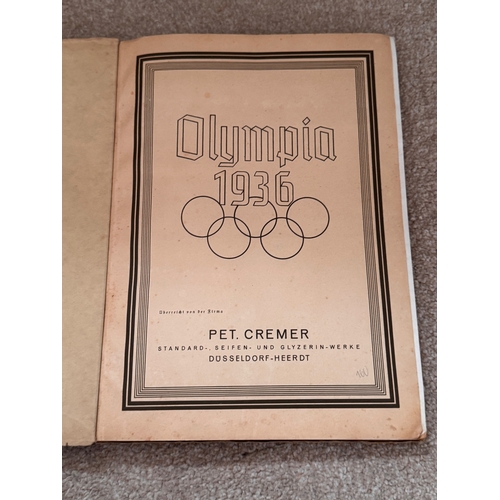 Olympia
1936
Überreicht von der Firma
PET. CREMER
STANDARD-, SEIFEN- UND GLYZERIN-WERKE
DÜSSELDORF-HEERDT